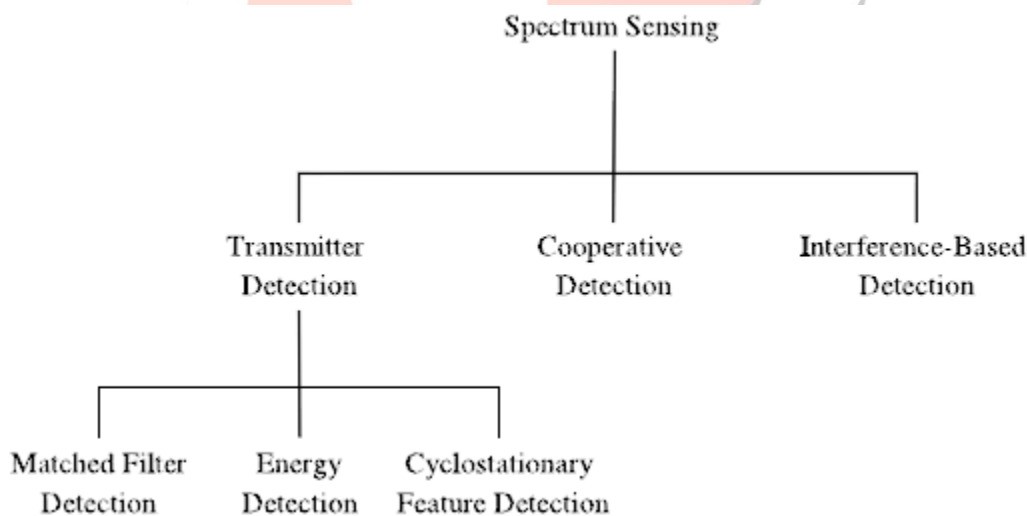 Spectrum Sensing
Transmitter
Detection
Cooperative
Detection
Interference-Based
Detection
Matched Filter
Detection
Energy
Detection
Cyclostationary
Feature Detection